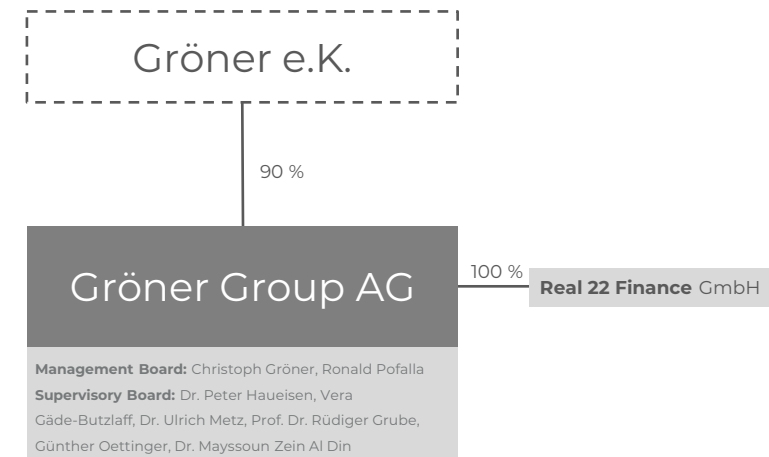 Gröner e.K.
90 %
Gröner Group AG
100 %
Real 22 Finance GmbH
Management Board: Christoph Gröner, Ronald Pofalla
Supervisory Board: Dr. Peter Haueisen, Vera
Gäde-Butzlaff, Dr. Ulrich Metz, Prof. Dr. Rüdiger Grube,
Günther Oettinger, Dr. Mayssoun Zein Al Din